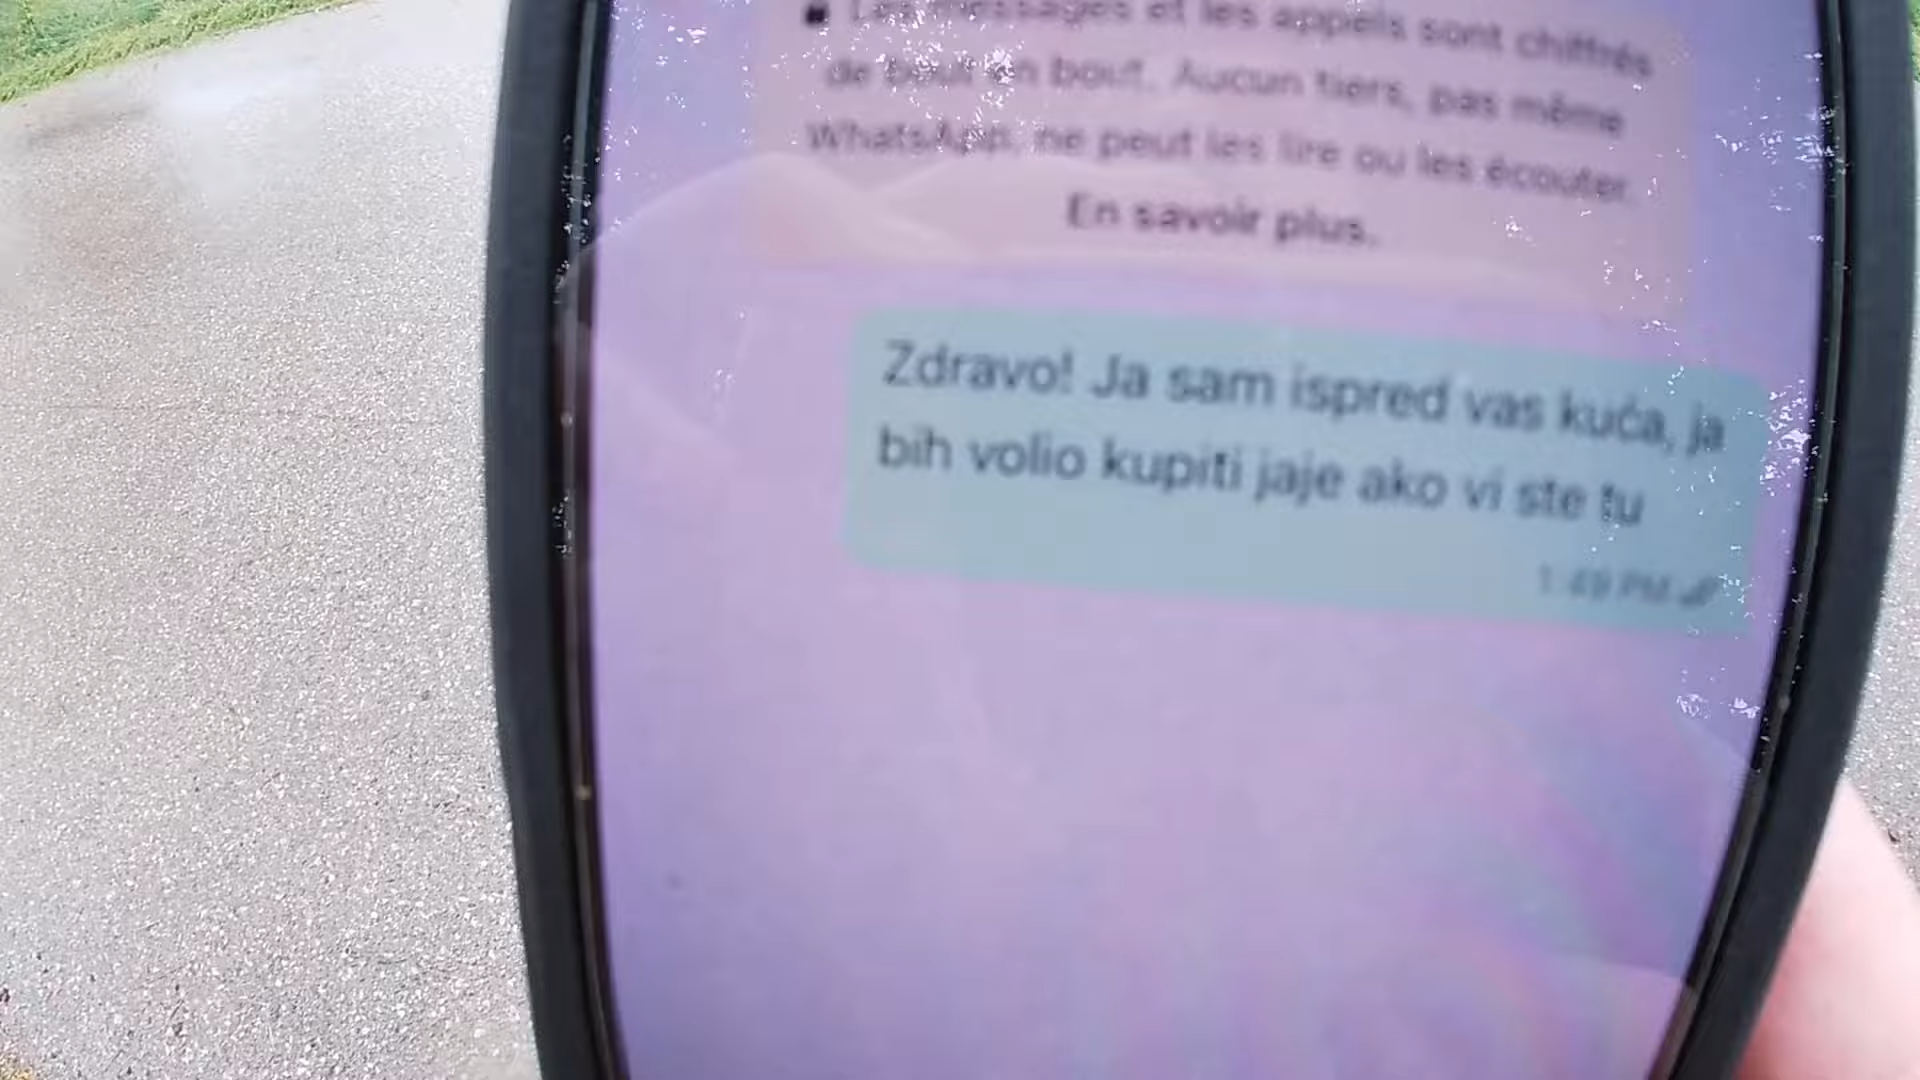 Les messages et les appels sont chiffrés
de bout en bout. Aucun tiers, pas même
WhatsApp, ne peut les lire ou les écouter.
En savoir plus.
Zdravo! Ja sam ispred vas kuća, ja
bih volio kupiti jaje ako vi ste tu
1:49 PM